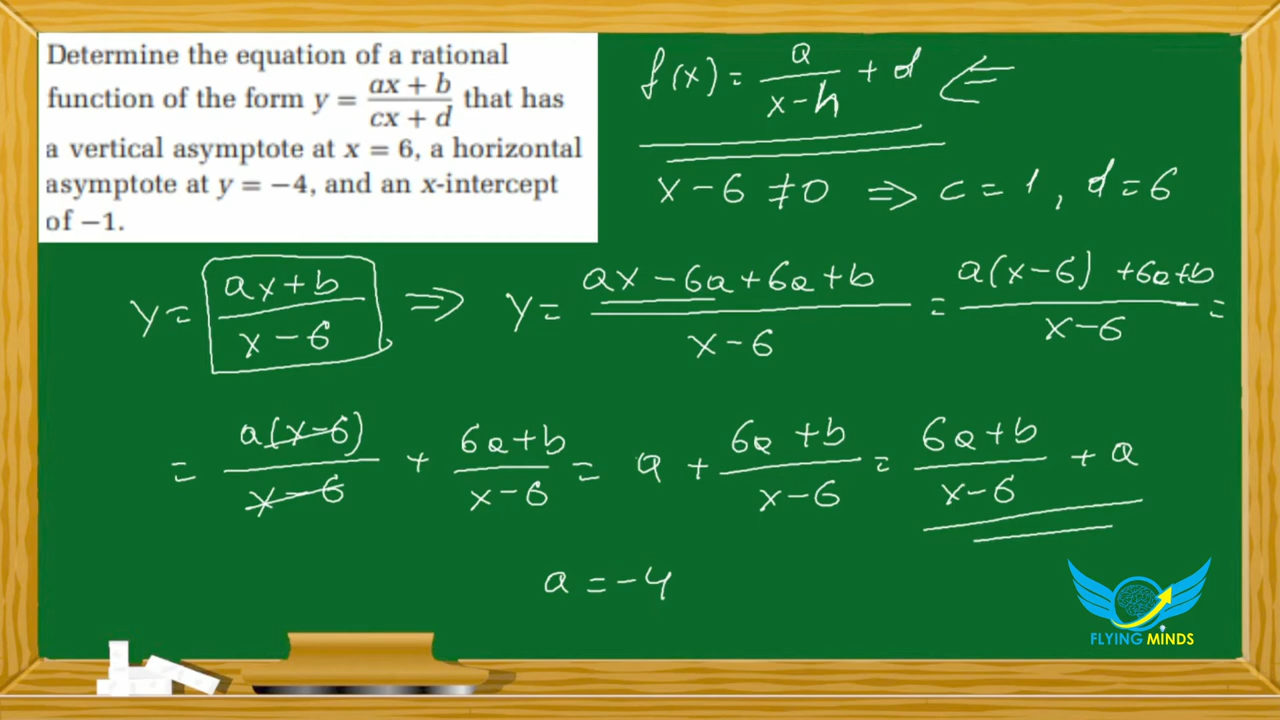 Determine the equation of a rational
function of the form y = (ax + b)/(cx + d) that has
a vertical asymptote at x = 6, a horizontal
asymptote at y = −4, and an x-intercept
of −1.
f(x) = a/(x-h) + d ⇐
x - 6 ≠ 0 ⇒ c = 1, d = 6
y = (ax+b)/(x-6) ⇒ y = (ax - 6a + 6a + b)/(x-6) = (a(x-6) + 6a+b)/(x-6) =
= a(x-6)/(x-6) + (6a+b)/(x-6) = a + (6a+b)/(x-6) = (6a+b)/(x-6) + a
a = -4
FLYING MINDS